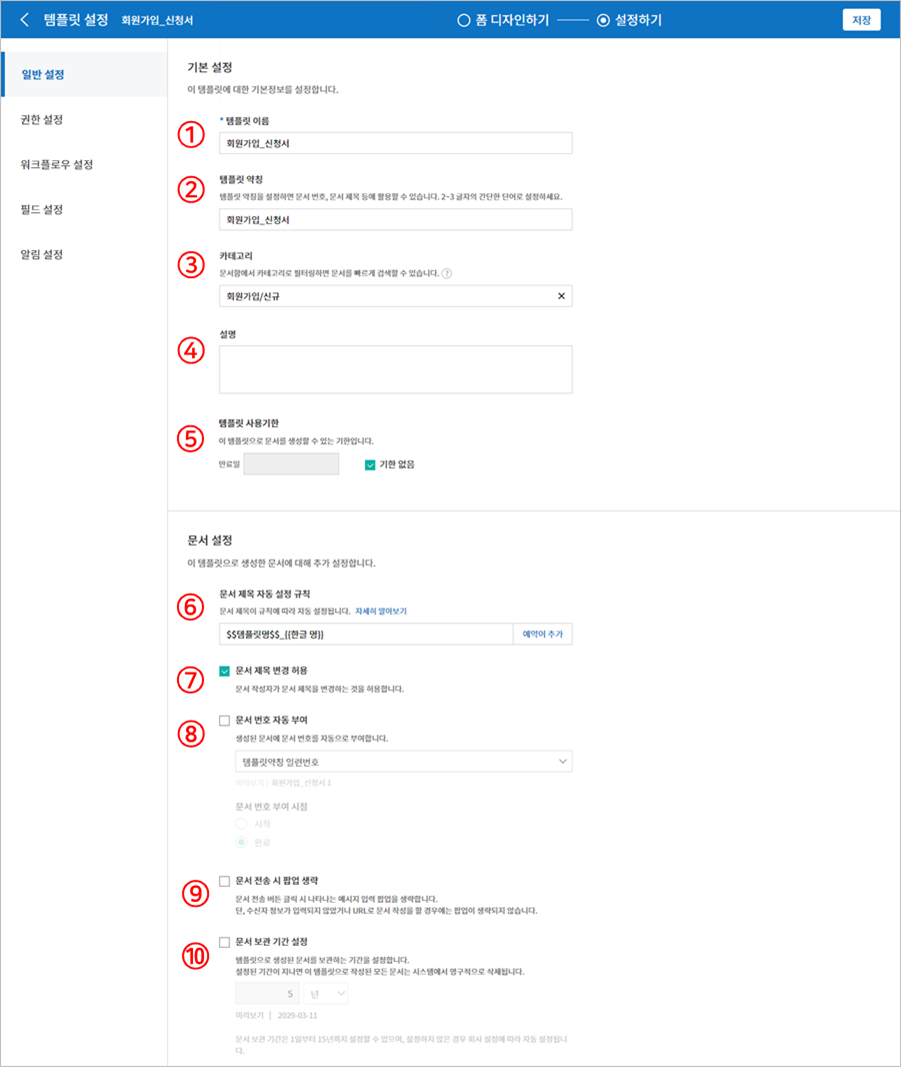 템플릿 설정 회원가입_신청서 폼 디자인하기 설정하기 저장
일반 설정
권한 설정
워크플로우 설정
필드 설정
알림 설정
기본 설정
이 템플릿에 대한 기본정보를 설정합니다.
① * 템플릿 이름
회원가입_신청서
② 템플릿 약칭
템플릿 약칭을 설정하면 문서 번호, 문서 제목 등에 활용할 수 있습니다. 2~3 글자의 간단한 단어로 설정하세요.
회원가입_신청서
③ 카테고리
문서함에서 카테고리로 필터링하면 문서를 빠르게 검색할 수 있습니다. ?
회원가입/신규
④ 설명
⑤ 템플릿 사용기한
이 템플릿으로 문서를 생성할 수 있는 기한입니다.
만료일 기한 없음
문서 설정
이 템플릿으로 생성한 문서에 대해 추가 설정합니다.
⑥ 문서 제목 자동 설정 규칙
문서 제목이 규칙에 따라 자동 설정됩니다. 자세히 알아보기
$$템플릿명$$_{{한글 명}} 예약어 추가
⑦ 문서 제목 변경 허용
문서 작성자가 문서 제목을 변경하는 것을 허용합니다.
⑧ 문서 번호 자동 부여
생성된 문서에 문서 번호를 자동으로 부여합니다.
템플릿약칭 일련번호
미리보기 | 회원가입_신청서 1
문서 번호 부여 시점
시작
완료
⑨ 문서 전송 시 팝업 생략
문서 전송 버튼 클릭 시 나타나는 메시지 입력 팝업을 생략합니다.
단, 수신자 정보가 입력되지 않았거나 URL로 문서 작성을 할 경우에는 팝업이 생략되지 않습니다.
⑩ 문서 보관 기간 설정
템플릿으로 생성된 문서를 보관하는 기간을 설정합니다.
설정된 기간이 지나면 이 템플릿으로 작성된 모든 문서는 시스템에서 영구적으로 삭제됩니다.
5 년
미리보기 | 2029-03-11
문서 보관 기간은 1일부터 15년까지 설정할 수 있으며, 설정하지 않은 경우 회사 설정에 따라 자동 설정됩니
다.